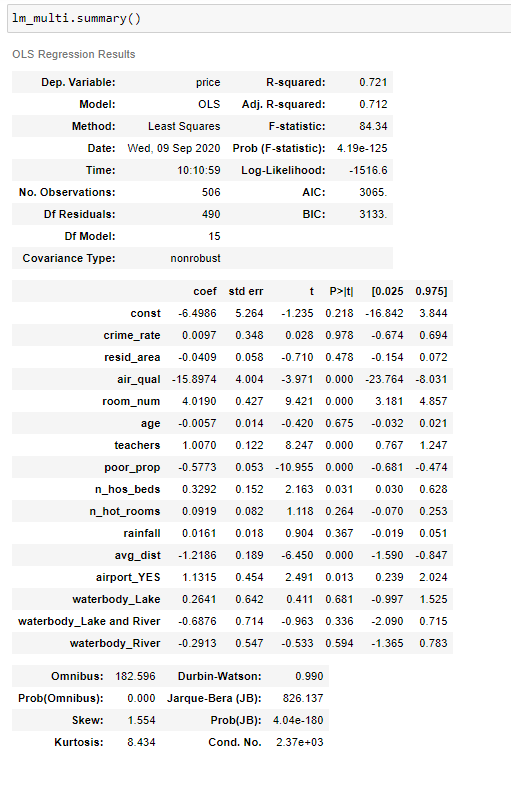 lm_multi.summary()
OLS Regression Results
Dep. Variable: price R-squared: 0.721
Model: OLS Adj. R-squared: 0.712
Method: Least Squares F-statistic: 84.34
Date: Wed, 09 Sep 2020 Prob (F-statistic): 4.19e-125
Time: 10:10:59 Log-Likelihood: -1516.6
No. Observations: 506 AIC: 3065.
Df Residuals: 490 BIC: 3133.
Df Model: 15
Covariance Type: nonrobust
coef std err t P>|t| [0.025 0.975]
const -6.4986 5.264 -1.235 0.218 -16.842 3.844
crime_rate 0.0097 0.348 0.028 0.978 -0.674 0.694
resid_area -0.0409 0.058 -0.710 0.478 -0.154 0.072
air_qual -15.8974 4.004 -3.971 0.000 -23.764 -8.031
room_num 4.0190 0.427 9.421 0.000 3.181 4.857
age -0.0057 0.014 -0.420 0.675 -0.032 0.021
teachers 1.0070 0.122 8.247 0.000 0.767 1.247
poor_prop -0.5773 0.053 -10.955 0.000 -0.681 -0.474
n_hos_beds 0.3292 0.152 2.163 0.031 0.030 0.628
n_hot_rooms 0.0919 0.082 1.118 0.264 -0.070 0.253
rainfall 0.0161 0.018 0.904 0.367 -0.019 0.051
avg_dist -1.2186 0.189 -6.450 0.000 -1.590 -0.847
airport_YES 1.1315 0.454 2.491 0.013 0.239 2.024
waterbody_Lake 0.2641 0.642 0.411 0.681 -0.997 1.525
waterbody_Lake and River -0.6876 0.714 -0.963 0.336 -2.090 0.715
waterbody_River -0.2913 0.547 -0.533 0.594 -1.365 0.783
Omnibus: 182.596 Durbin-Watson: 0.990
Prob(Omnibus): 0.000 Jarque-Bera (JB): 826.137
Skew: 1.554 Prob(JB): 4.04e-180
Kurtosis: 8.434 Cond. No. 2.37e+03